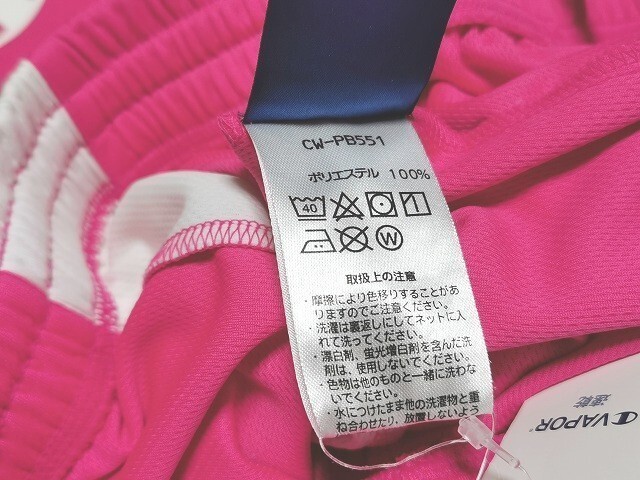 CW-PB551
ポリエステル 100%
40
W
取扱上の注意
・摩擦により色移りすることがあ
りますのでご注意ください。
・洗濯は裏返しにしてネットに入
れて洗ってください。
・漂白剤、蛍光増白剤を含んだ洗
剤は、使用しないでください。
・色物は他のものと一緒に洗わな
いでください。
・水につけたまま他の洗濯物と重
ね合わせたり、放置しないよう
VAPOR
速乾